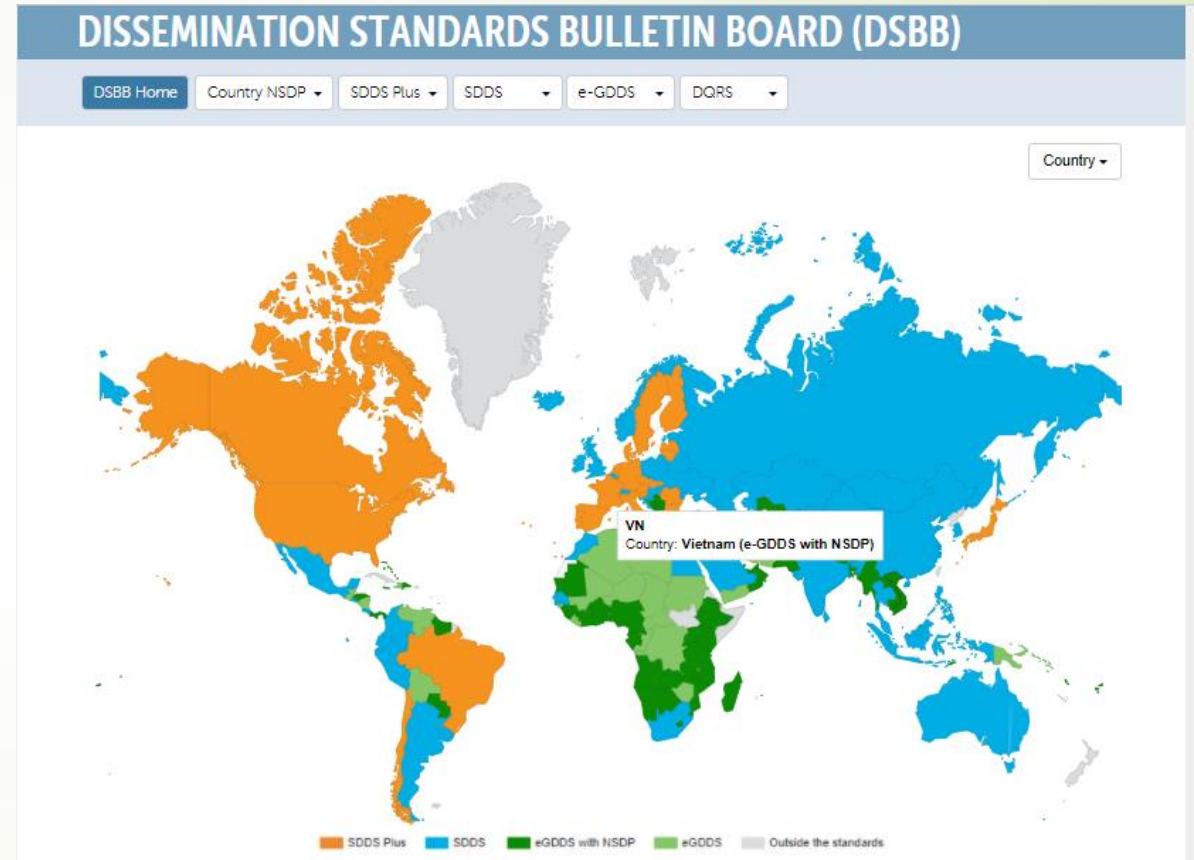 DISSEMINATION STANDARDS BULLETIN BOARD (DSBB)
DSBB Home Country NSDP SDDS Plus SDDS e-GDDS DQRS
Country
VN
Country: Vietnam (e-GDDS with NSDP)
SDDS Plus SDDS eGDDS with NSDP eGDDS Outside the standards